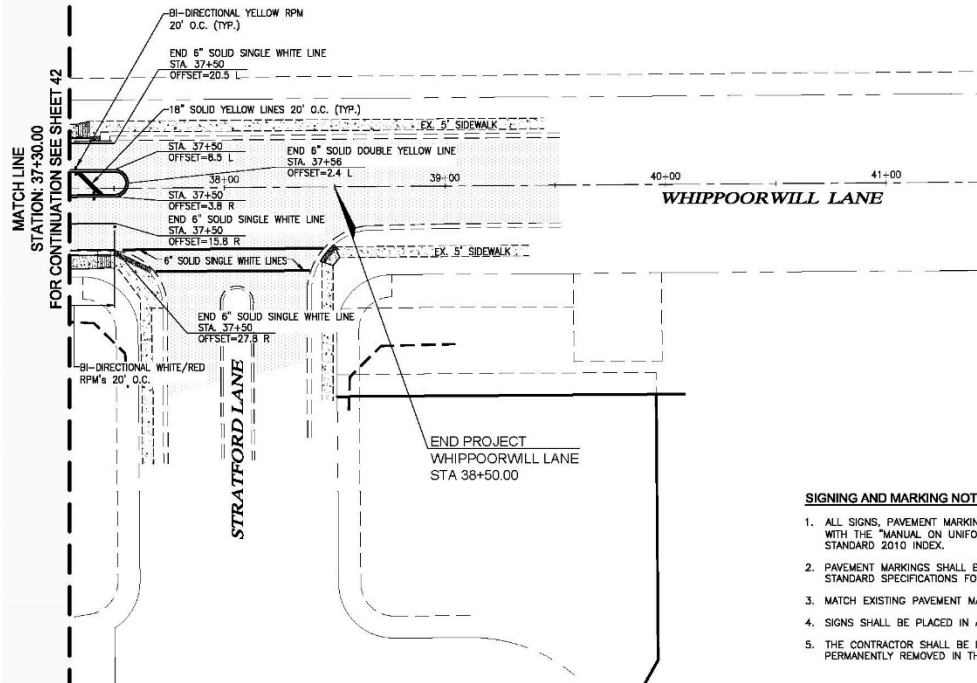 BI-DIRECTIONAL YELLOW RPM
20' O.C. (TYP.)
END 6" SOLID SINGLE WHITE LINE
STA. 37+50
OFFSET=20.5 L
18" SOLID YELLOW LINES 20' O.C. (TYP.)
EX. 5' SIDEWALK
MATCH LINE
STATION: 37+30.00
FOR CONTINUATION SEE SHEET 42
STA. 37+50
OFFSET=8.5 L
END 6" SOLID DOUBLE YELLOW LINE
STA. 37+56
OFFSET=2.4 L
38+00
39+00
40+00
41+00
WHIPPOORWILL LANE
STA. 37+50
OFFSET=3.8 R
END 6" SOLID SINGLE WHITE LINE
STA. 37+50
OFFSET=15.8 R
6" SOLID SINGLE WHITE LINES
EX. 5' SIDEWALK
END 6" SOLID SINGLE WHITE LINE
STA. 37+50
OFFSET=27.8 R
BI-DIRECTIONAL WHITE/RED
RPM's 20' O.C.
STRATFORD LANE
END PROJECT
WHIPPOORWILL LANE
STA 38+50.00
SIGNING AND MARKING NOT
1. ALL SIGNS, PAVEMENT MARKIN
WITH THE "MANUAL ON UNIFO
STANDARD 2010 INDEX.
2. PAVEMENT MARKINGS SHALL B
STANDARD SPECIFICATIONS FO
3. MATCH EXISTING PAVEMENT MA
4. SIGNS SHALL BE PLACED IN A
5. THE CONTRACTOR SHALL BE
PERMANENTLY REMOVED IN TH